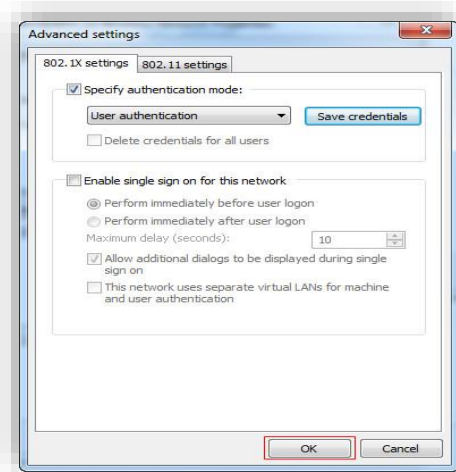 Advanced settings
802.1X settings 802.11 settings
Specify authentication mode:
User authentication Save credentials
Delete credentials for all users
Enable single sign on for this network
Perform immediately before user logon
Perform immediately after user logon
Maximum delay (seconds): 10
Allow additional dialogs to be displayed during single
sign on
This network uses separate virtual LANs for machine
and user authentication
OK Cancel